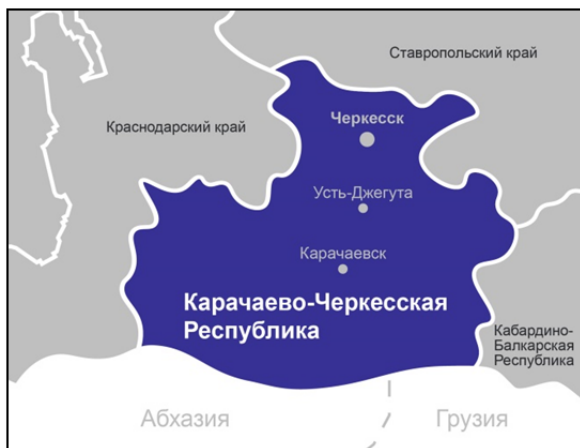 Ставропольский край
Краснодарский край
Черкесск
Усть-Джегута
Карачаевск
Карачаево-Черкесская
Республика
Кабардино-
Балкарская
Республика
Абхазия
Грузия